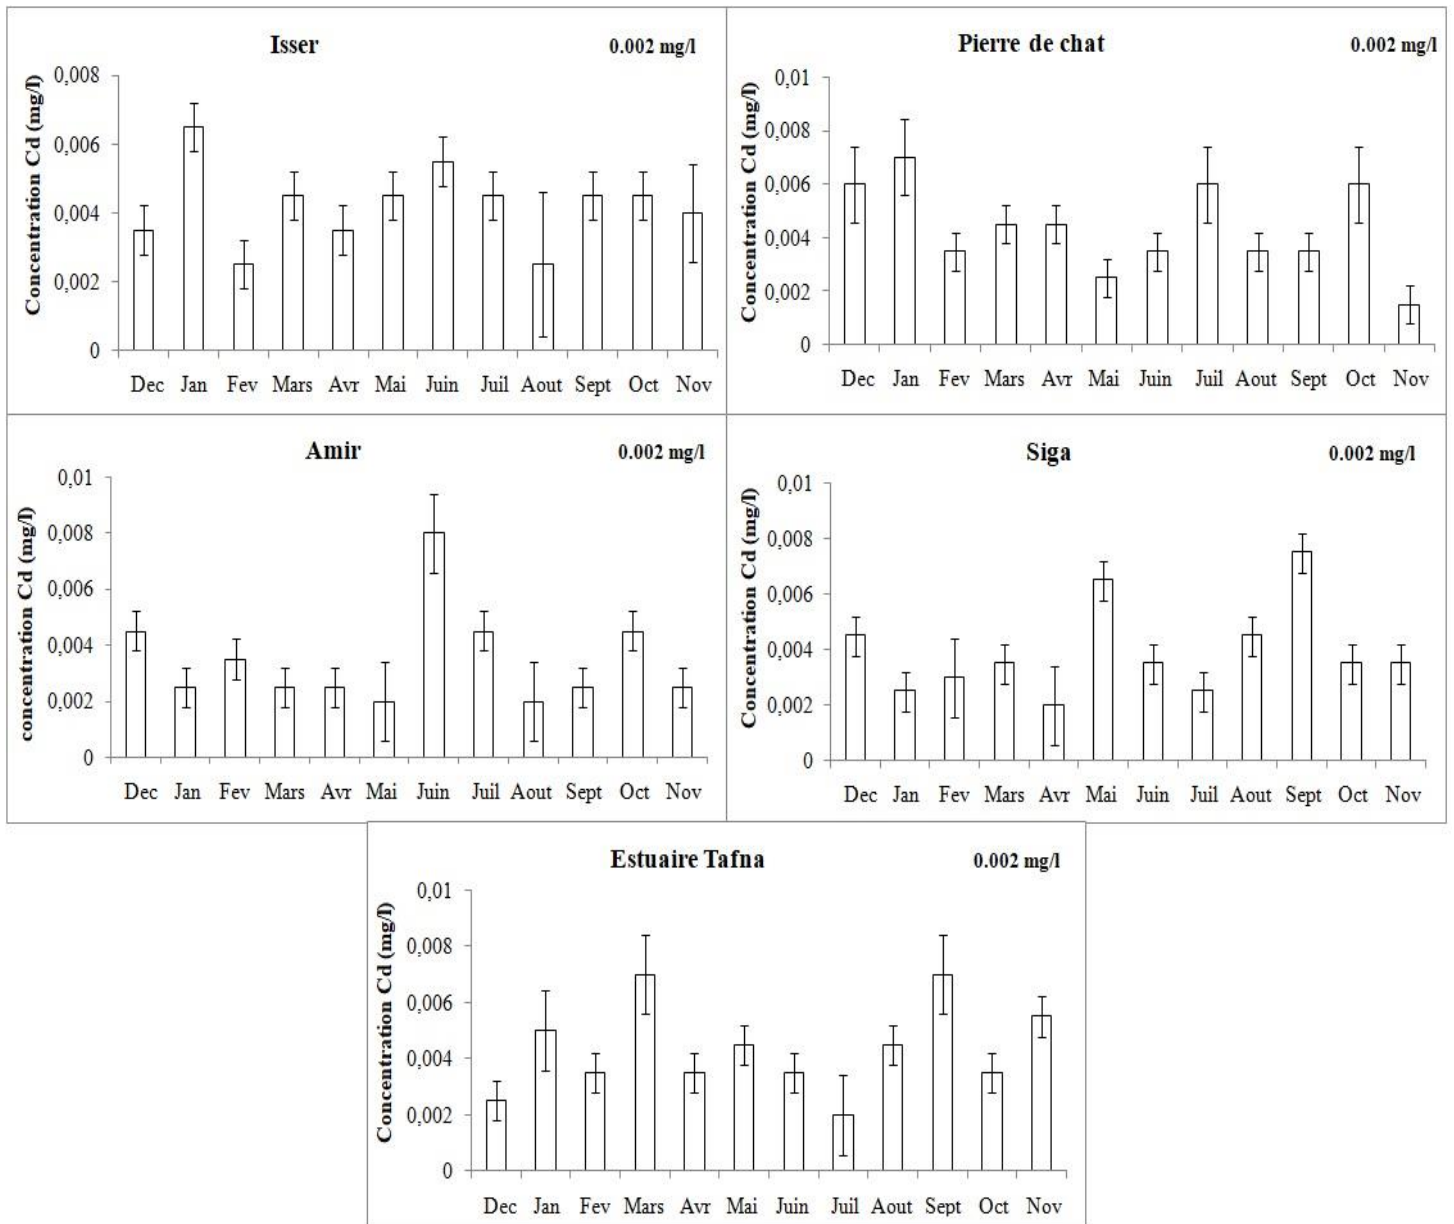 Isser
0.002 mg/l
Concentration Cd (mg/l)
0,008
0,006
0,004
0,002
0
Dec Jan Fev Mars Avr Mai Juin Juil Aout Sept Oct Nov
Pierre de chat
0.002 mg/l
Concentration Cd (mg/l)
0,01
0,008
0,006
0,004
0,002
0
Dec Jan Fev Mars Avr Mai Juin Juil Aout Sept Oct Nov
Amir
0.002 mg/l
concentration Cd (mg/l)
0,01
0,008
0,006
0,004
0,002
0
Dec Jan Fev Mars Avr Mai Juin Juil Aout Sept Oct Nov
Siga
0.002 mg/l
Concentration Cd (mg/l)
0,01
0,008
0,006
0,004
0,002
0
Dec Jan Fev Mars Avr Mai Juin Juil Aout Sept Oct Nov
Estuaire Tafna
0.002 mg/l
Concentration Cd (mg/l)
0,01
0,008
0,006
0,004
0,002
0
Dec Jan Fev Mars Avr Mai Juin Juil Aout Sept Oct Nov